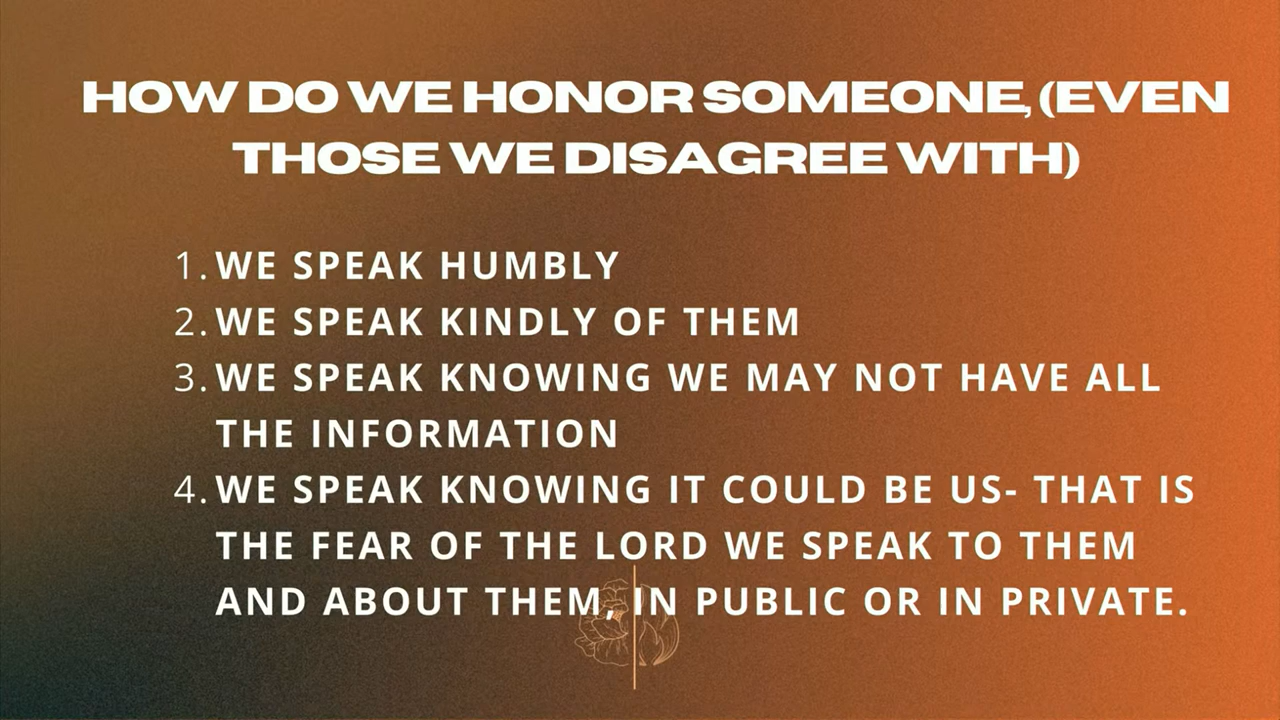 HOW DO WE HONOR SOMEONE, (EVEN
THOSE WE DISAGREE WITH)
1. WE SPEAK HUMBLY
2. WE SPEAK KINDLY OF THEM
3. WE SPEAK KNOWING WE MAY NOT HAVE ALL
THE INFORMATION
4. WE SPEAK KNOWING IT COULD BE US- THAT IS
THE FEAR OF THE LORD WE SPEAK TO THEM
AND ABOUT THEM, IN PUBLIC OR IN PRIVATE.